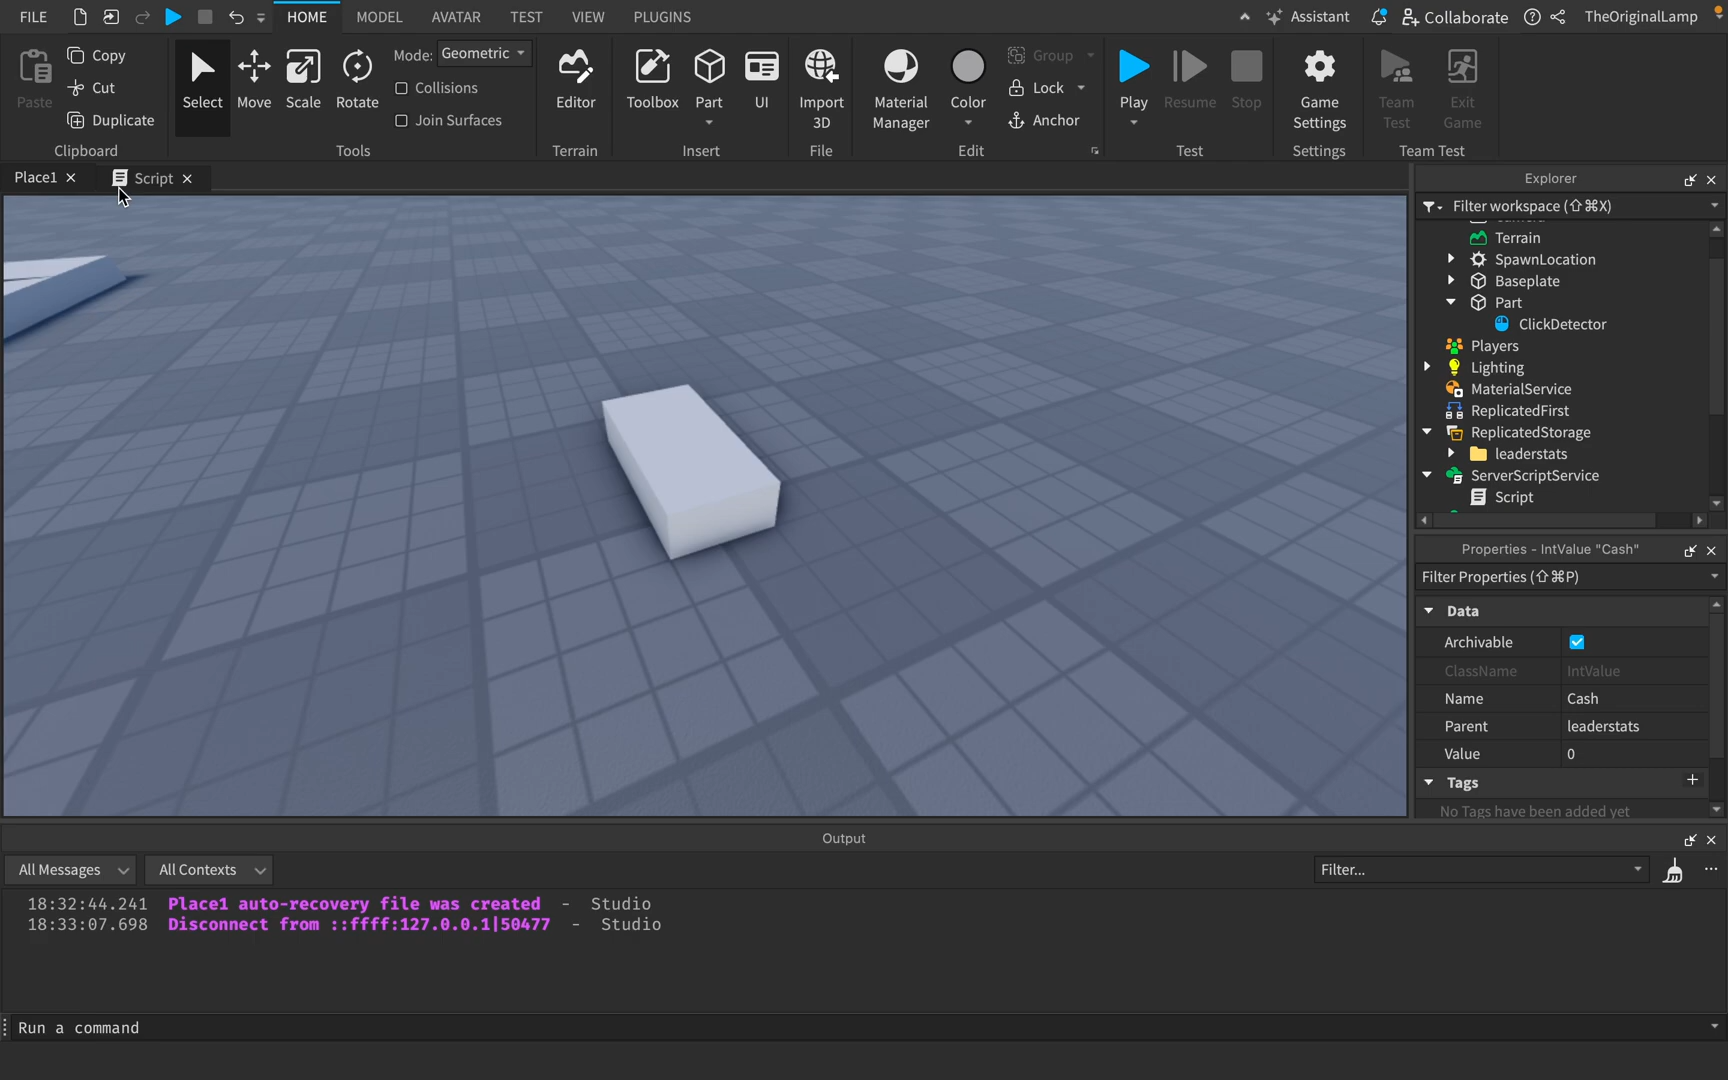 FILE HOME MODEL AVATAR TEST VIEW PLUGINS Assistant Collaborate TheOriginalLamp
Paste Copy Cut Duplicate
Clipboard
Select Move Scale Rotate
Mode: Geometric
Collisions
Join Surfaces
Tools
Editor
Terrain
Toolbox Part UI
Insert
Import
3D
File
Material
Manager
Color
Group
Lock
Anchor
Edit
Play Resume Stop
Test
Game
Settings
Settings
Team
Test
Exit
Game
Team Test
Place1 Script
Explorer
Filter workspace (⇧⌘X)
Terrain
SpawnLocation
Baseplate
Part
ClickDetector
Players
Lighting
MaterialService
ReplicatedFirst
ReplicatedStorage
leaderstats
ServerScriptService
Script
Properties - IntValue "Cash"
Filter Properties (⇧⌘P)
Data
Archivable
ClassName IntValue
Name Cash
Parent leaderstats
Value 0
Tags +
No Tags have been added yet
Output
All Messages All Contexts Filter...
18:32:44.241 Place1 auto-recovery file was created - Studio
18:33:07.698 Disconnect from ::ffff:127.0.0.1|50477 - Studio
Run a command